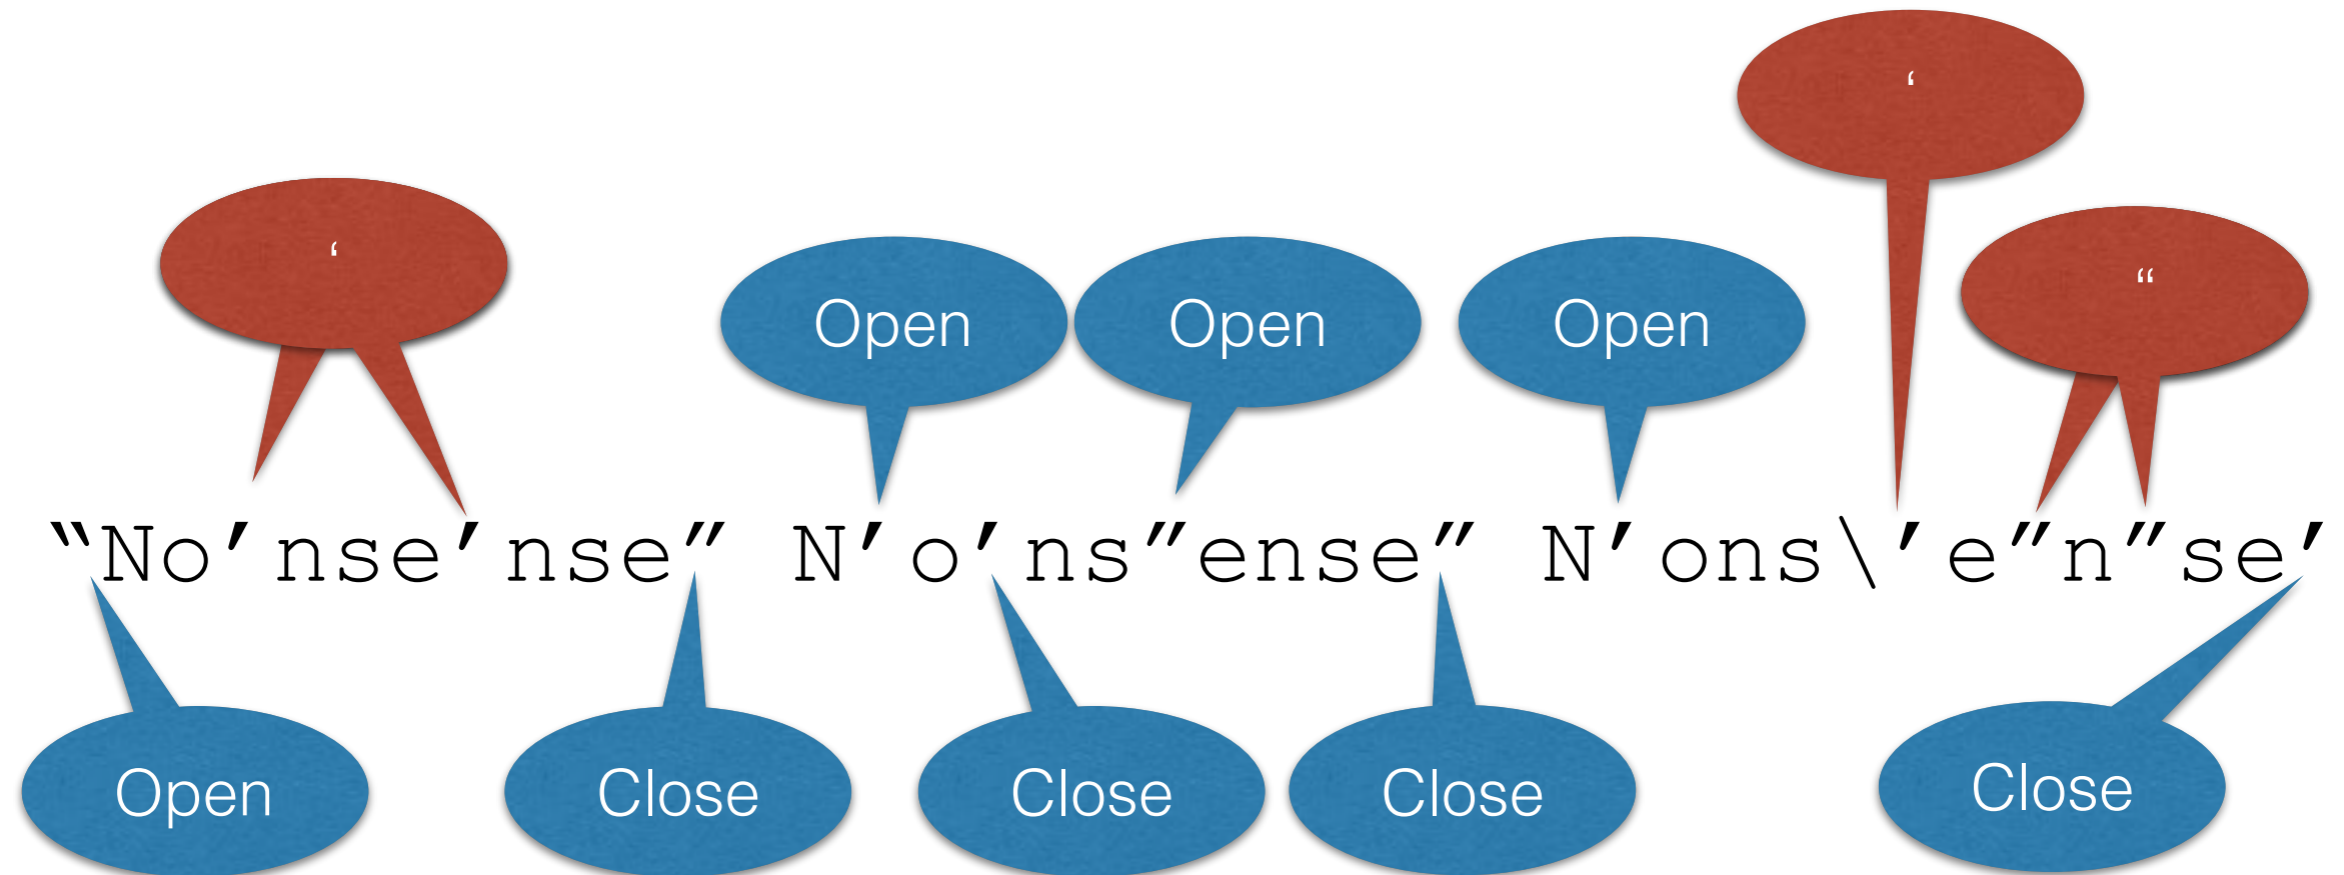 ‘
‘
“
Open Open Open
“No’nse’nse” N’o’ns”ense” N’ons\’e”n”se’
Open Close Close Close Close